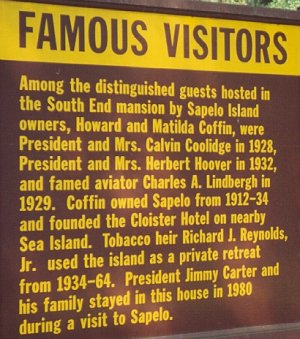 FAMOUS VISITORS
Among the distinguished guests hosted in
the South End mansion by Sapelo Island
owners, Howard and Matilda Coffin, were
President and Mrs. Calvin Coolidge in 1928,
President and Mrs. Herbert Hoover in 1932,
and famed aviator Charles A. Lindbergh in
1929. Coffin owned Sapelo from 1912-34
and founded the Cloister Hotel on nearby
Sea Island. Tobacco heir Richard J. Reynolds,
Jr. used the island as a private retreat
from 1934-64. President Jimmy Carter and
his family stayed in this house in 1980
during a visit to Sapelo.